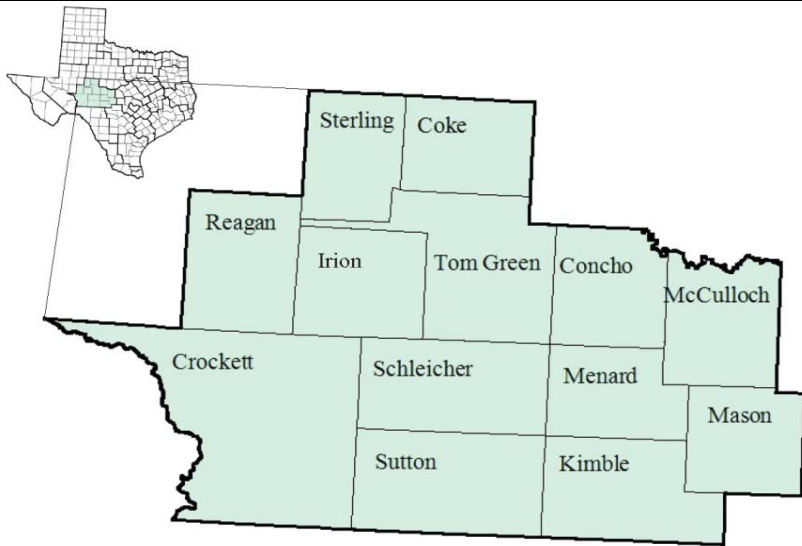 Sterling
Coke
Reagan
Irion
Tom Green
Concho
McCulloch
Crockett
Schleicher
Menard
Mason
Sutton
Kimble